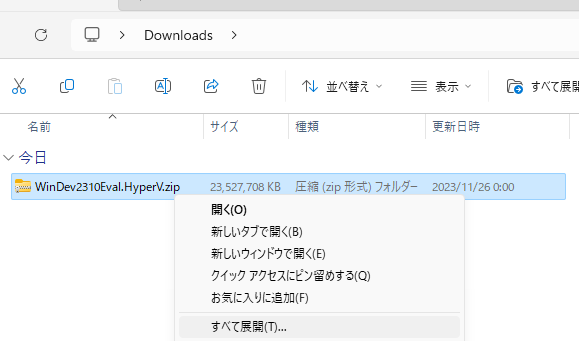 Downloads
並べ替え 表示 すべて展開
名前 サイズ 種類 更新日時
今日
WinDev2310Eval.HyperV.zip 23,527,708 KB 圧縮 (zip 形式) フォルダー 2023/11/26 0:00
開く(O)
新しいタブで開く(B)
新しいウィンドウで開く(E)
クイック アクセスにピン留めする(Q)
お気に入りに追加(F)
すべて展開(T)...